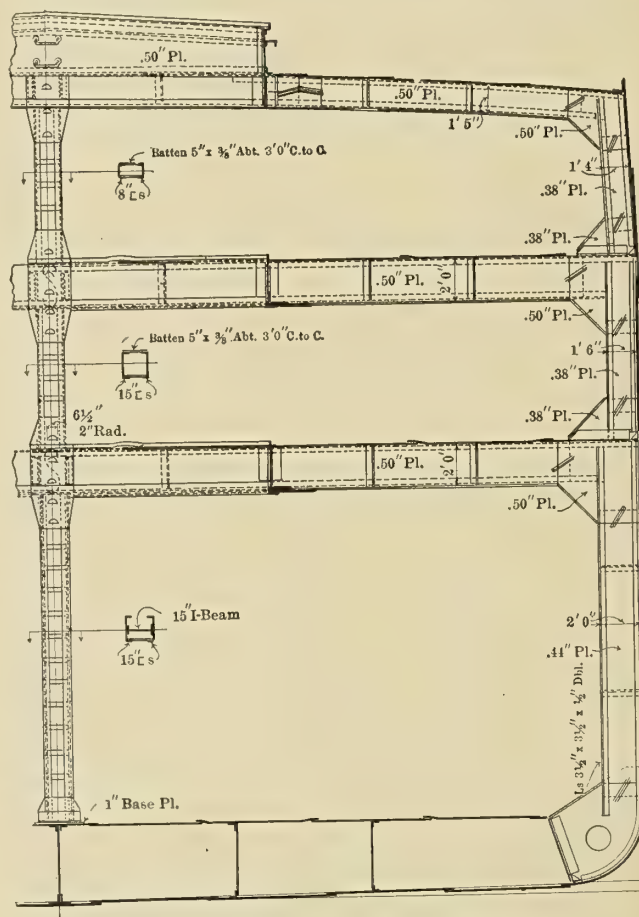 .50" Pl.
.50" Pl.
1' 5"
.50" Pl.
Batten 5" x ⅜" Abt. 3'0" C. to C.
8" ⊏ s
1' 4"
.38" Pl.
.38" Pl.
.50" Pl.
2' 0"
.50" Pl.
Batten 5" x ⅜" Abt. 3'0" C. to C.
15" ⊏ s
1' 6"
.38" Pl.
6½"
2" Rad.
.38" Pl.
.50" Pl.
2' 0"
.50" Pl.
15" I-Beam
15" ⊏ s
2' 0"
.44" Pl.
Ls 3½" x 3½" x ½" Dbl.
1" Base Pl.